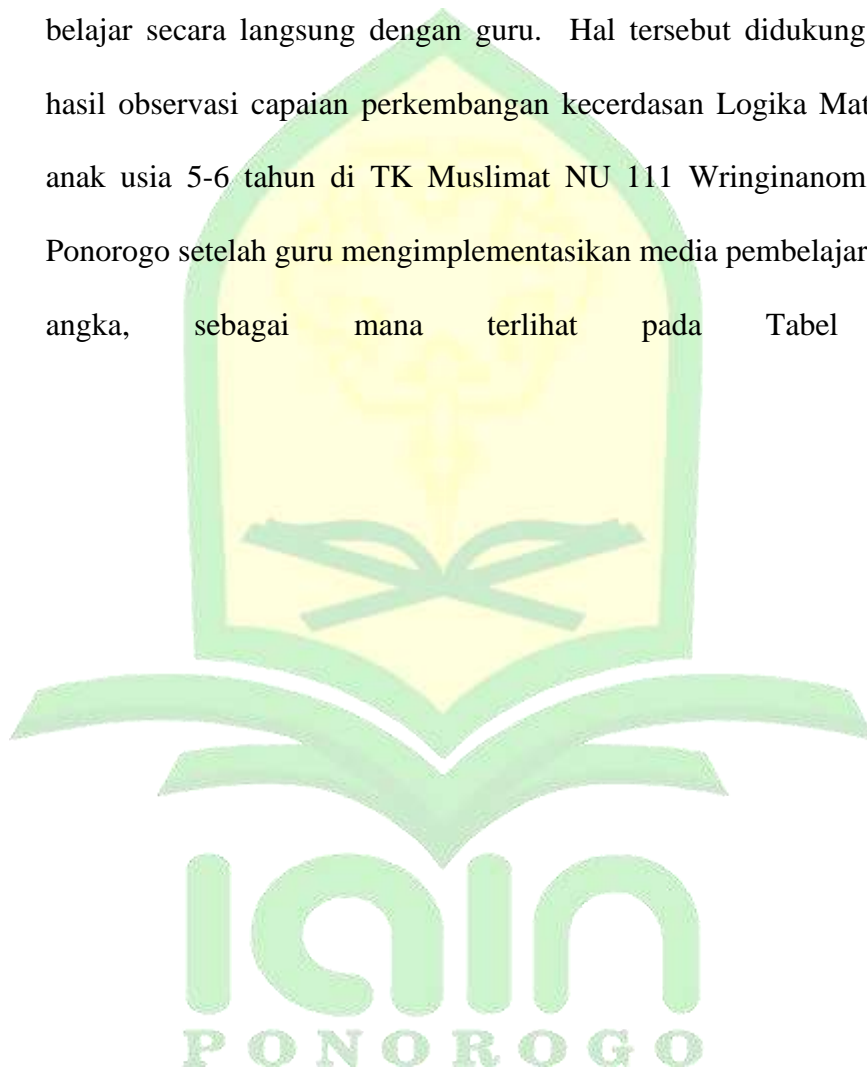 belajar secara langsung dengan guru. Hal tersebut didukung
hasil observasi capaian perkembangan kecerdasan Logika Mat
anak usia 5-6 tahun di TK Muslimat NU 111 Wringinanom
Ponorogo setelah guru mengimplementasikan media pembelajar
angka, sebagai mana terlihat pada Tabel
iain
PONOROGO